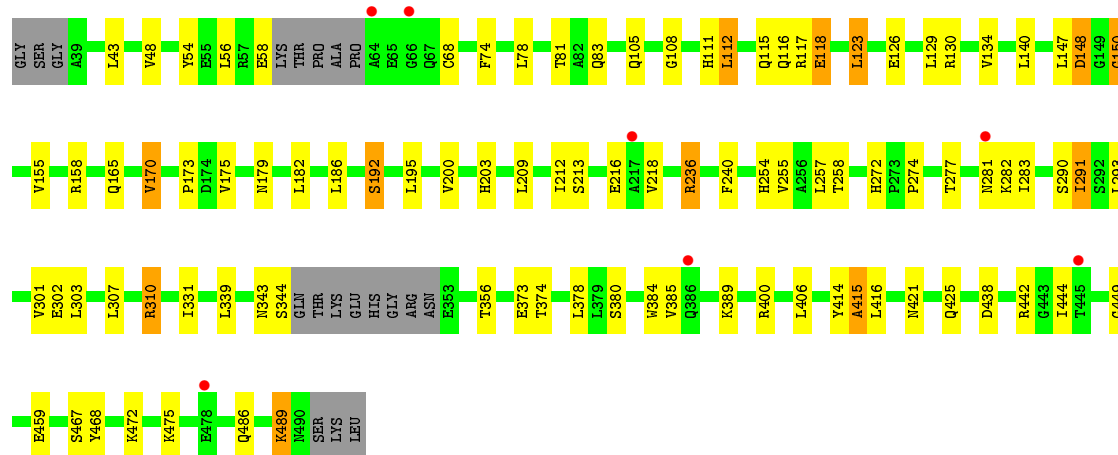 GLY SER GLY A39 L43 V48 Y54 E55 L56 R57 E58 LYS THR PRO ALA PRO A64 E65 G66 Q67 C68 F74 L78 T81 A82 Q83 Q105 G108 H111 L112 Q115 Q116 R117 E118 L123 E126 L129 R130 V134 L140 L147 D148 G149
V155 R158 Q165 V170 P173 D174 V175 N179 L182 L186 S192 L195 V200 H203 L209 I212 S213 E216 A217 V218 R236 F240 H254 V255 A256 L257 T258 H272 P273 P274 T277 N281 K282 I283 S290 I291 S292
V301 E302 L303 L307 R310 I331 L339 N343 S344 GLN THR LYS GLU HIS GLY ARG ASN E353 T356 E373 T374 L378 L379 S380 W384 V385 Q386 K389 R400 L406 Y414 A415 L416 N421 Q425 D438 R442 G443 I444 T445
E459 S467 Y468 K472 K475 E478 Q486 K489 N490 SER LYS LEU